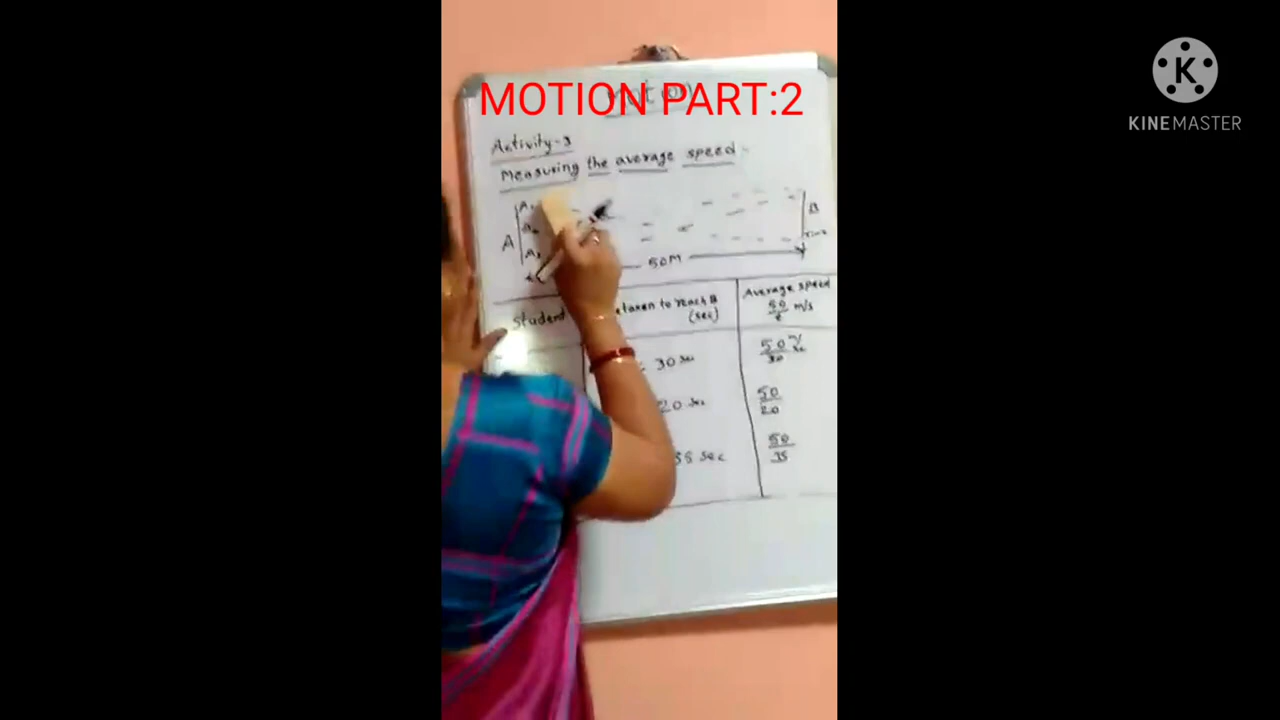 MOTION PART:2
KINEMASTER
Activity-3
Measuring the average speed
A
B
50M
Student
taken to reach B
(sec)
Average speed
50/t m/s
30 sec
50/30
20 sec
50/20
35 sec
50/35